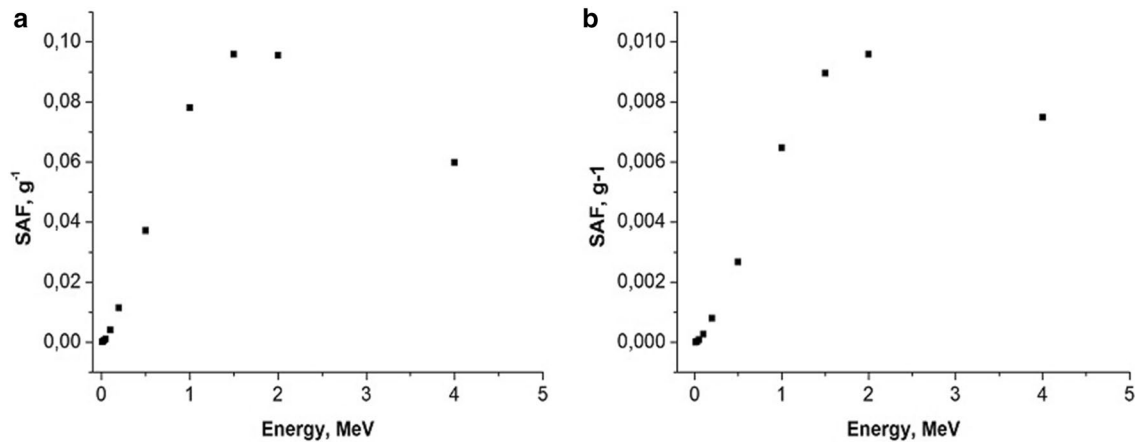 a
0,10
0,08
0,06
0,04
0,02
0,00
SAF, g-1
0 1 2 3 4 5
Energy, MeV
b
0,010
0,008
0,006
0,004
0,002
0,000
SAF, g-1
0 1 2 3 4 5
Energy, MeV